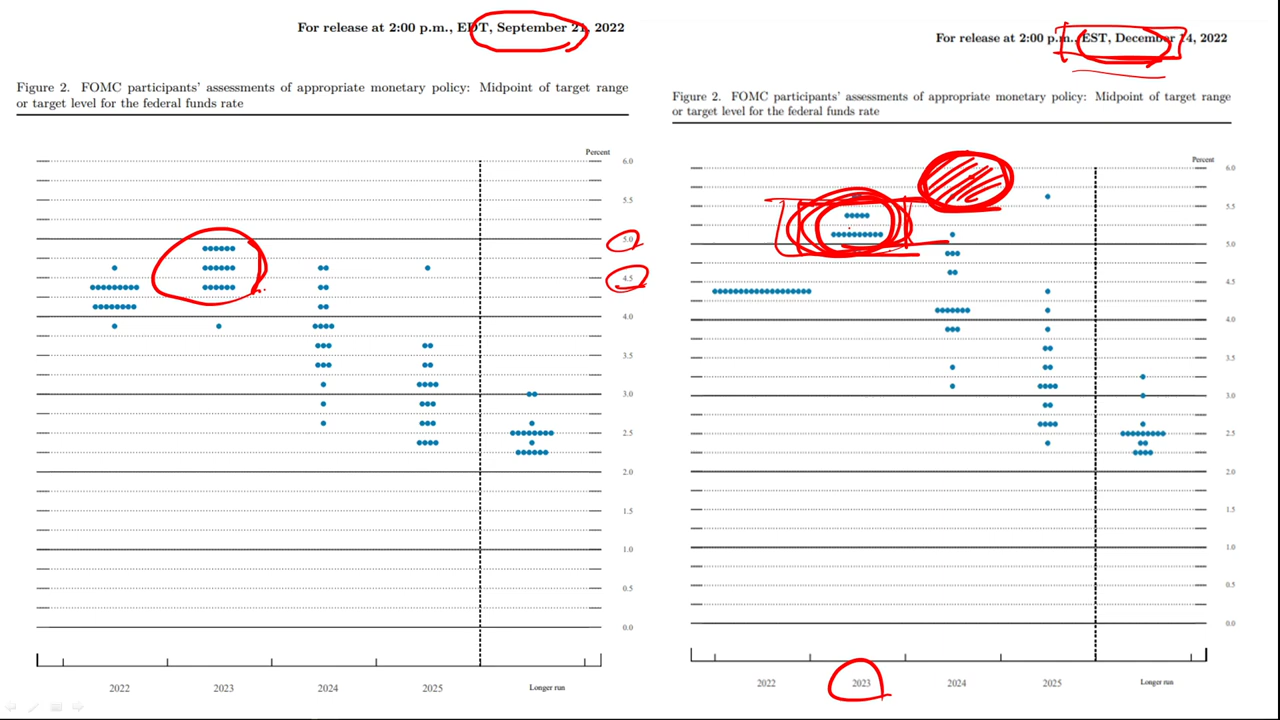 For release at 2:00 p.m., EDT, September 21, 2022
Figure 2. FOMC participants' assessments of appropriate monetary policy: Midpoint of target range
or target level for the federal funds rate
Percent
6.0
5.5
5.0
4.5
4.0
3.5
3.0
2.5
2.0
1.5
1.0
0.5
0.0
2022 2023 2024 2025 Longer run
For release at 2:00 p.m., EST, December 14, 2022
Figure 2. FOMC participants' assessments of appropriate monetary policy: Midpoint of target range
or target level for the federal funds rate
Percent
6.0
5.5
5.0
4.5
4.0
3.5
3.0
2.5
2.0
1.5
1.0
0.5
0.0
2022 2023 2024 2025 Longer run